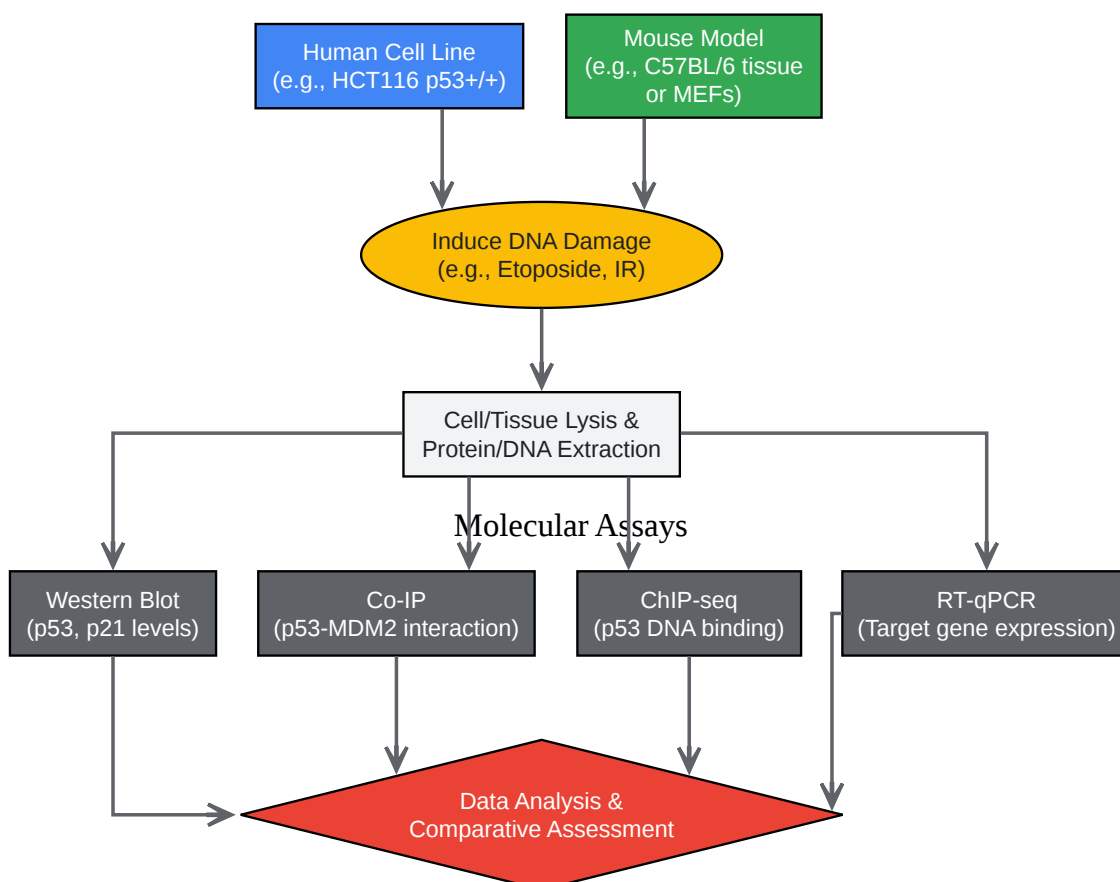 Human Cell Line
(e.g., HCT116 p53+/+)
Mouse Model
(e.g., C57BL/6 tissue
or MEFs)
Induce DNA Damage
(e.g., Etoposide, IR)
Cell/Tissue Lysis &
Protein/DNA Extraction
Molecular Assays
Western Blot
(p53, p21 levels)
Co-IP
(p53-MDM2 interaction)
ChIP-seq
(p53 DNA binding)
RT-qPCR
(Target gene expression)
Data Analysis &
Comparative Assessment